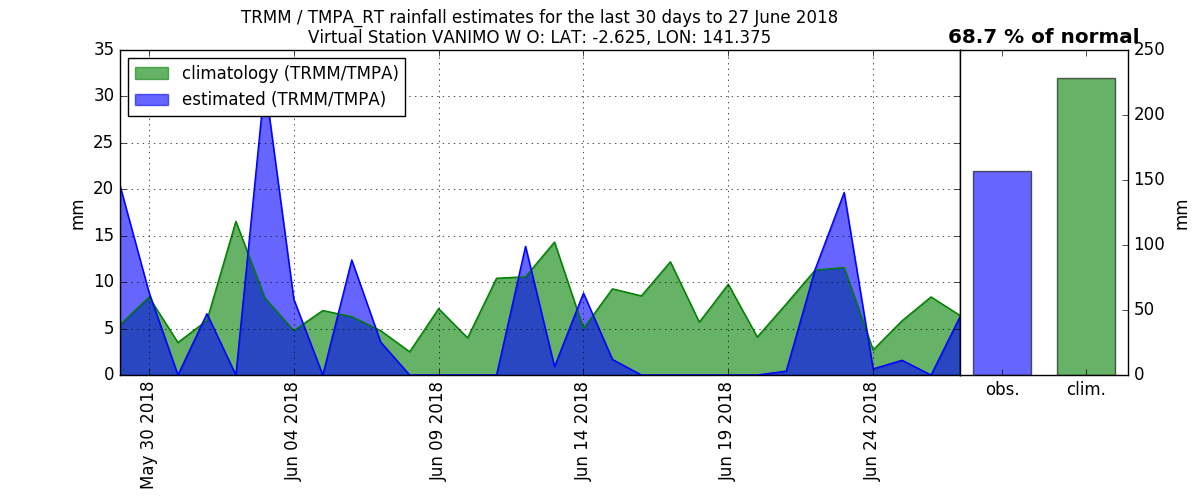 TRMM / TMPA_RT rainfall estimates for the last 30 days to 27 June 2018
Virtual Station VANIMO W O: LAT: -2.625, LON: 141.375
68.7 % of normal
climatology (TRMM/TMPA)
estimated (TRMM/TMPA)
35
30
25
20
15
10
5
0
mm
May 30 2018
Jun 04 2018
Jun 09 2018
Jun 14 2018
Jun 19 2018
Jun 24 2018
obs.
clim.
250
200
150
100
50
0
mm